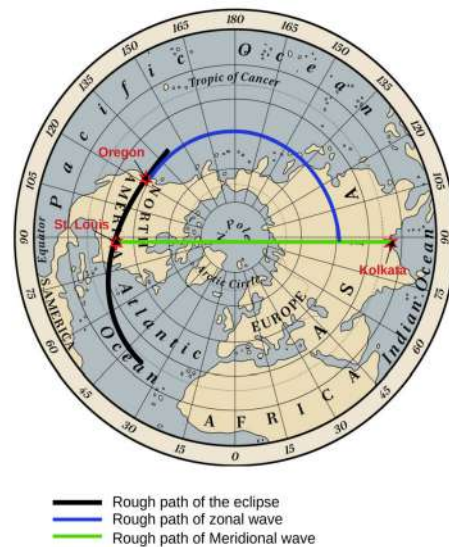 180
150
165
165
150
135
135
120
120
105
105
90
90
75
75
60
60
45
45
30
30
15
15
0
Pacific Ocean
Tropic of Cancer
Oregon
NORTH
AMERICA
St. Louis
Equator
S.AMERICA
Pole
Arctic Circle
Atlantic
Ocean
EUROPE
ASIA
Kolkata
Indian Ocean
AFRICA
Rough path of the eclipse
Rough path of zonal wave
Rough path of Meridional wave